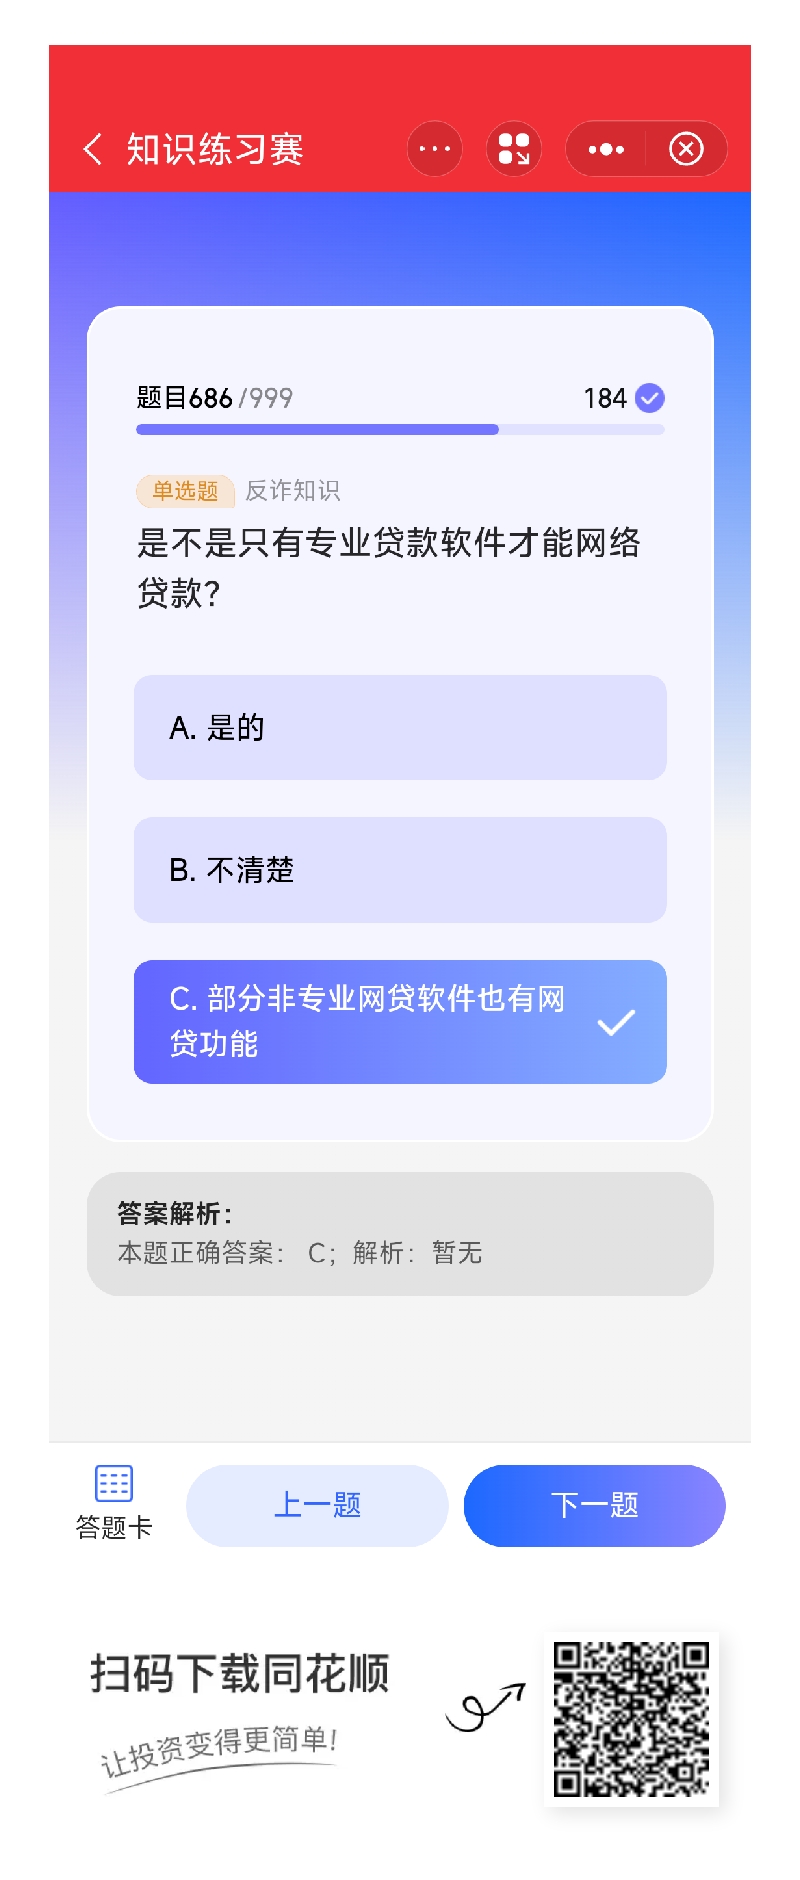 知识练习赛
题目686/999
184
单选题 反诈知识
是不是只有专业贷款软件才能网络
贷款?
A. 是的
B. 不清楚
C. 部分非专业网贷软件也有网
贷功能
答案解析：
本题正确答案： C；解析：暂无
答题卡
上一题
下一题
扫码下载同花顺
让投资变得更简单!